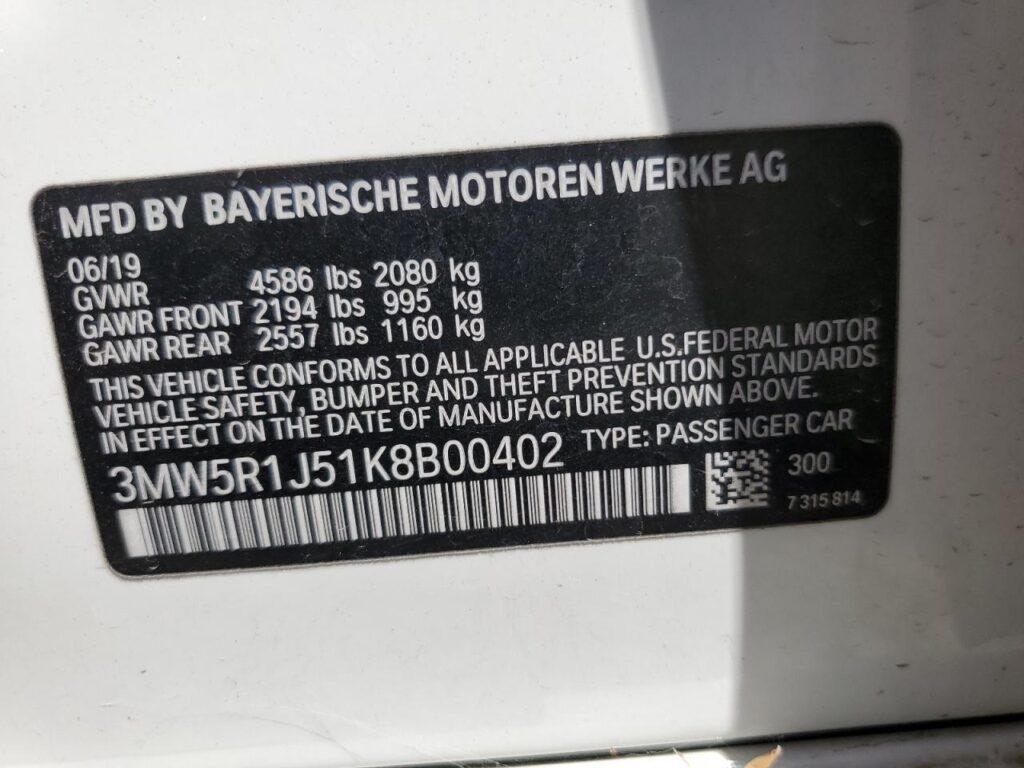 MFD BY BAYERISCHE MOTOREN WERKE AG
06/19
GVWR 4586 lbs 2080 kg
GAWR FRONT 2194 lbs 995 kg
GAWR REAR 2557 lbs 1160 kg
THIS VEHICLE CONFORMS TO ALL APPLICABLE U.S.FEDERAL MOTOR
VEHICLE SAFETY, BUMPER AND THEFT PREVENTION STANDARDS
IN EFFECT ON THE DATE OF MANUFACTURE SHOWN ABOVE.
3MW5R1J51K8B00402 TYPE: PASSENGER CAR
300
7 315 814